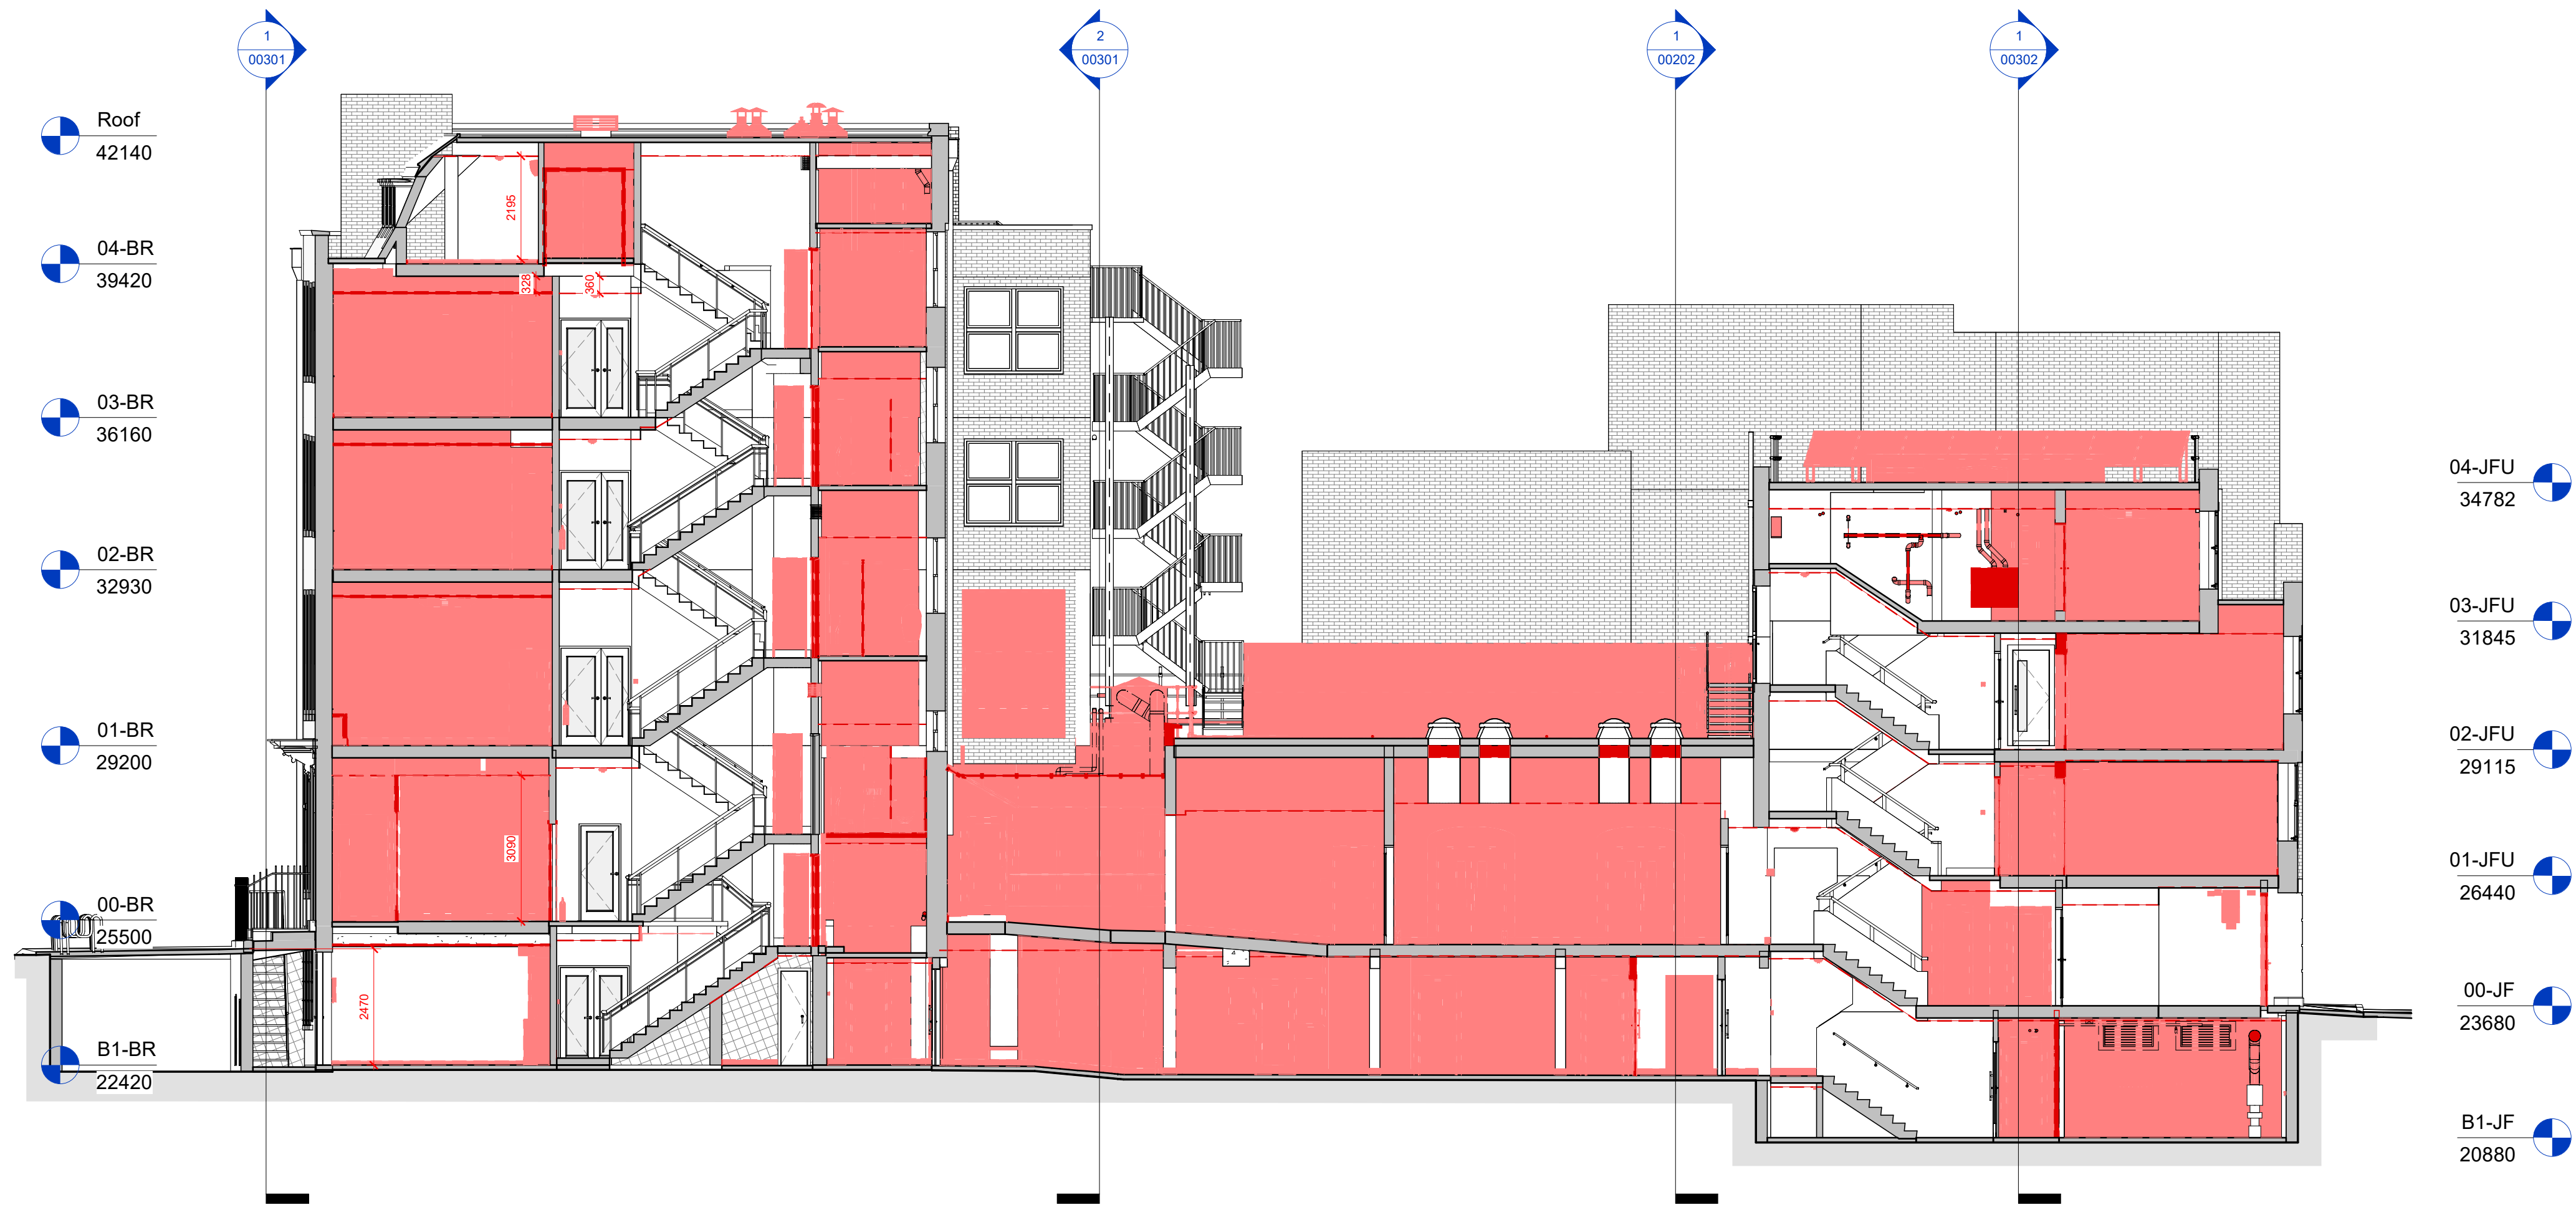 1
00301
2
00301
1
00202
1
00302
Roof
42140
04-BR
39420
03-BR
36160
02-BR
32930
01-BR
29200
00-BR
25500
B1-BR
22420
2195
328
360
3090
2470
04-JFU
34782
03-JFU
31845
02-JFU
29115
01-JFU
26440
00-JF
23680
B1-JF
20880